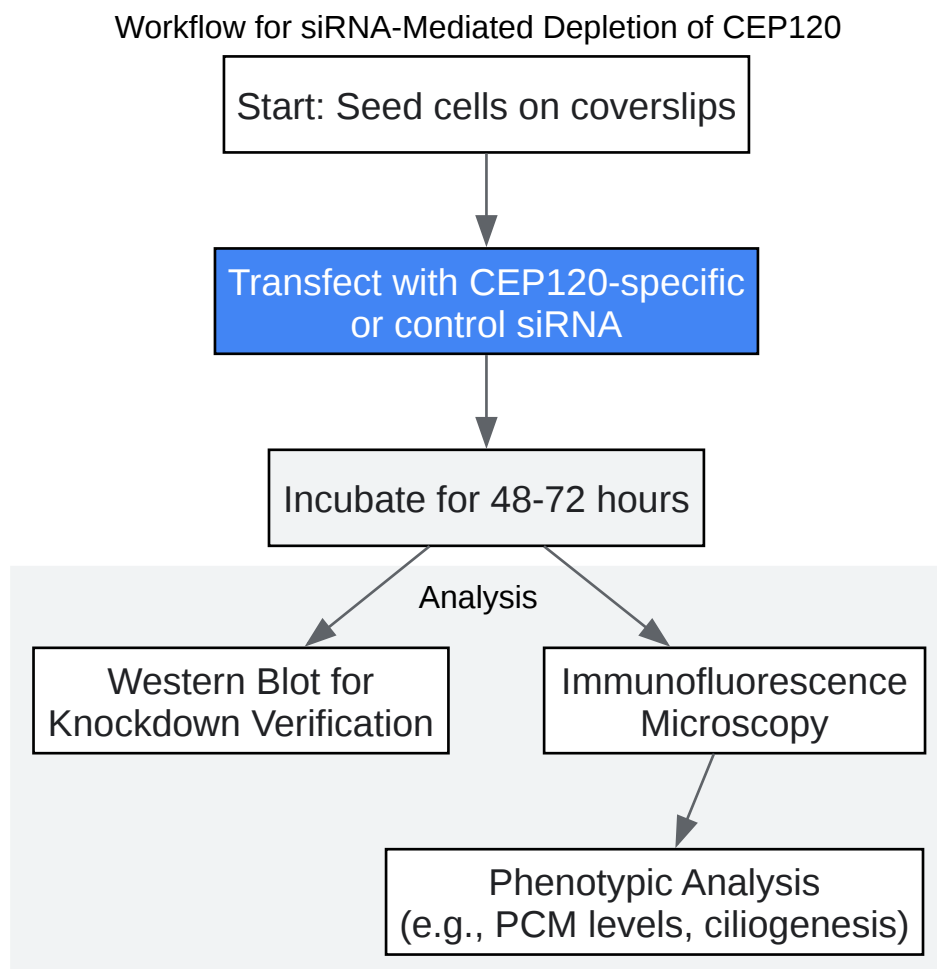 Workflow for siRNA-Mediated Depletion of CEP120
Start: Seed cells on coverslips
Transfect with CEP120-specific
or control siRNA
Incubate for 48-72 hours
Analysis
Western Blot for
Knockdown Verification
Immunofluorescence
Microscopy
Phenotypic Analysis
(e.g., PCM levels, ciliogenesis)